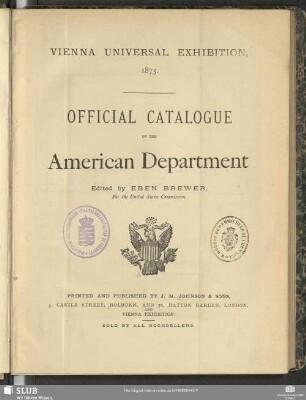 VIENNA UNIVERSAL EXHIBITION,
1873.
OFFICIAL CATALOGUE
OF THE
American Department
Edited by EBEN BREWER,
For the United States Commission.
PRINTED AND PUBLISHED BY J. M. JOHNSON & SONS,
3, CASTLE STREET, HOLBORN, AND 56, HATTON GARDEN, LONDON,
AND
VIENNA EXHIBITION.
SOLD BY ALL BOOKSELLERS.
SLUB
Wir führen Wissen.